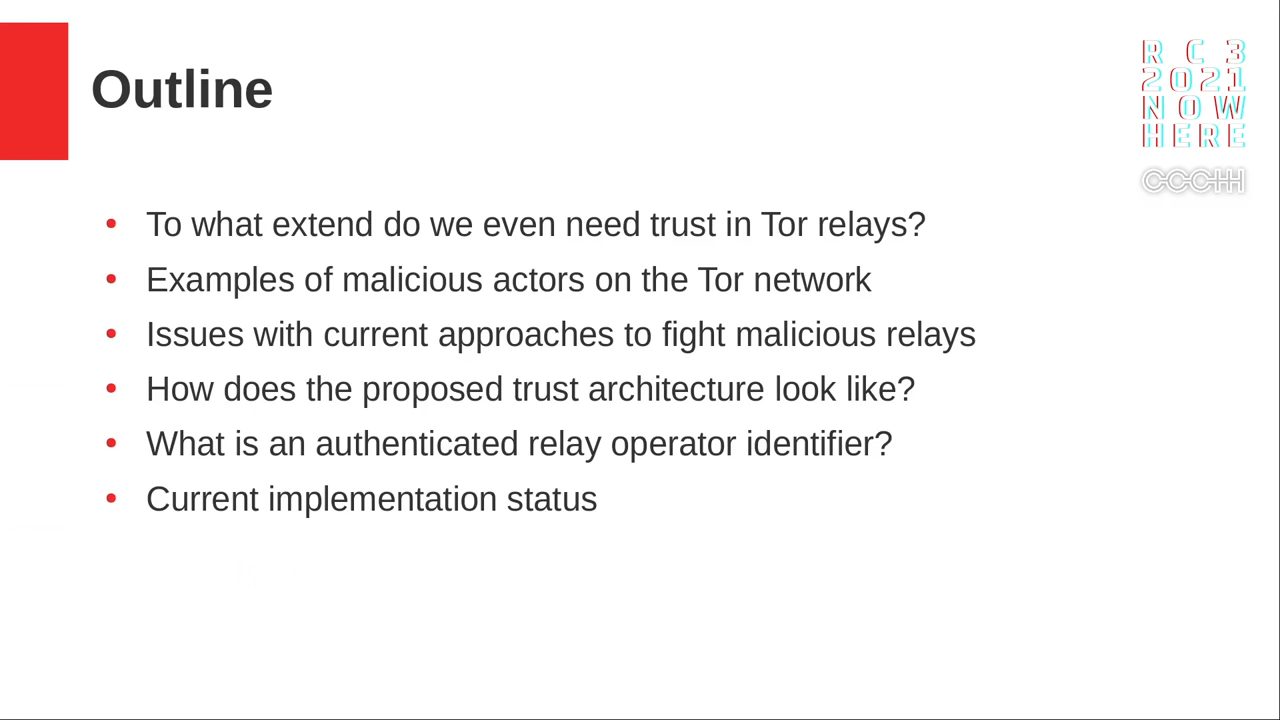 Outline
R C 3
2021
NOW
HERE
CCCHH
• To what extend do we even need trust in Tor relays?
• Examples of malicious actors on the Tor network
• Issues with current approaches to fight malicious relays
• How does the proposed trust architecture look like?
• What is an authenticated relay operator identifier?
• Current implementation status